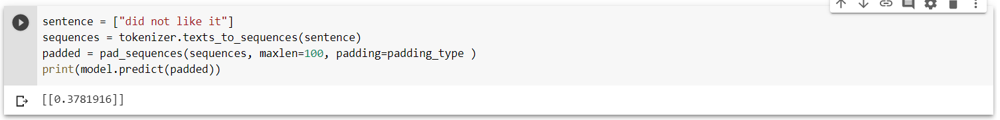 sentence = ["did not like it"]
sequences = tokenizer.texts_to_sequences(sentence)
padded = pad_sequences(sequences, maxlen=100, padding=padding_type )
print(model.predict(padded))
[[0.3781916]]